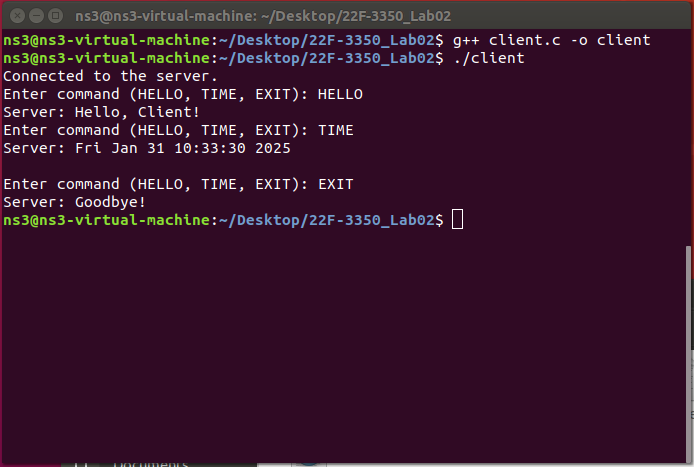 ns3@ns3-virtual-machine: ~/Desktop/22F-3350_Lab02
ns3@ns3-virtual-machine:~/Desktop/22F-3350_Lab02$ g++ client.c -o client
ns3@ns3-virtual-machine:~/Desktop/22F-3350_Lab02$ ./client
Connected to the server.
Enter command (HELLO, TIME, EXIT): HELLO
Server: Hello, Client!
Enter command (HELLO, TIME, EXIT): TIME
Server: Fri Jan 31 10:33:30 2025
Enter command (HELLO, TIME, EXIT): EXIT
Server: Goodbye!
ns3@ns3-virtual-machine:~/Desktop/22F-3350_Lab02$
Documents